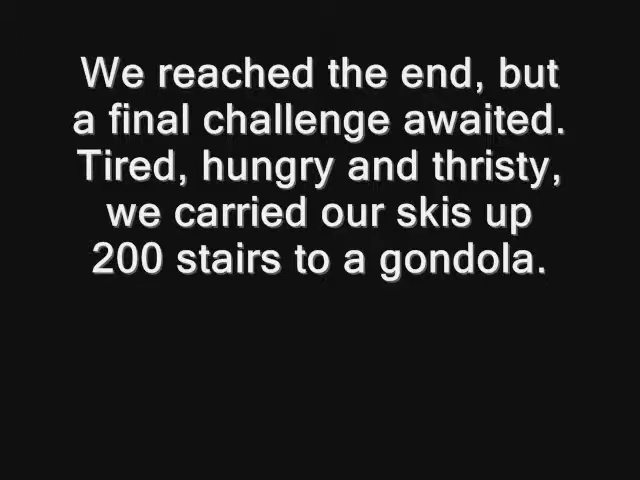 We reached the end, but
a final challenge awaited.
Tired, hungry and thristy,
we carried our skis up
200 stairs to a gondola.